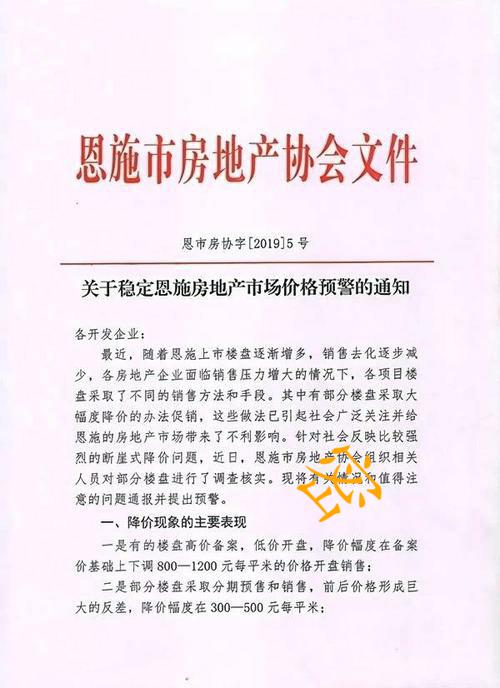 恩施市房地产协会文件
恩市房协字[2019]5号
关于稳定恩施房地产市场价格预警的通知
各开发企业：
最近，随着恩施上市楼盘逐渐增多，销售去化逐步减
少，各房地产企业面临销售压力增大的情况下，各项目楼
盘采取了不同的销售方法和手段。其中有部分楼盘采取大
幅度降价的办法促销，这些做法已引起社会广泛关注并给
恩施的房地产市场带来了不利影响。针对社会反映比较强
烈的断崖式降价问题，近日，恩施市房地产协会组织相关
人员对部分楼盘进行了调查核实。现将有关情况和值得注
意的问题通报并提出预警。
一、降价现象的主要表现
一是有的楼盘高价备案，低价开盘，降价幅度在备案
价基础上下调800—1200元每平米的价格开盘销售；
二是部分楼盘采取分期预售和销售，前后价格形成巨
大的反差，降价幅度在300—500元每平米；